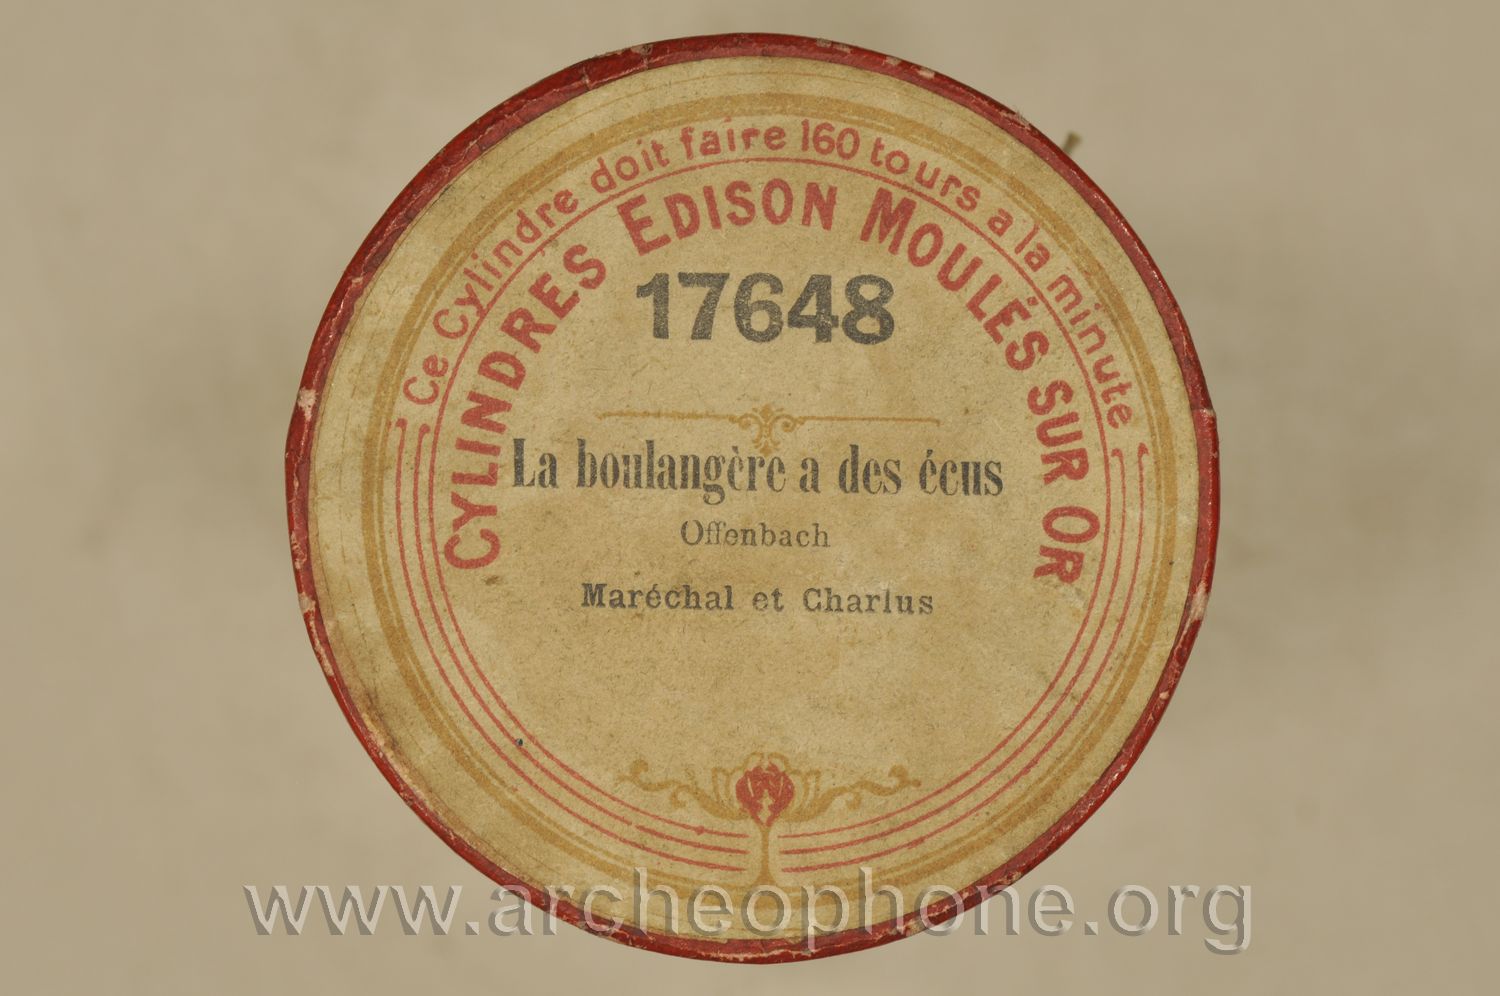 Ce Cylindre doit faire 160 tours a la minute
CYLINDRES EDISON MOULÉS SUR OR
17648
La boulangère a des écus
Offenbach
Maréchal et Charlus
www.archeophone.org